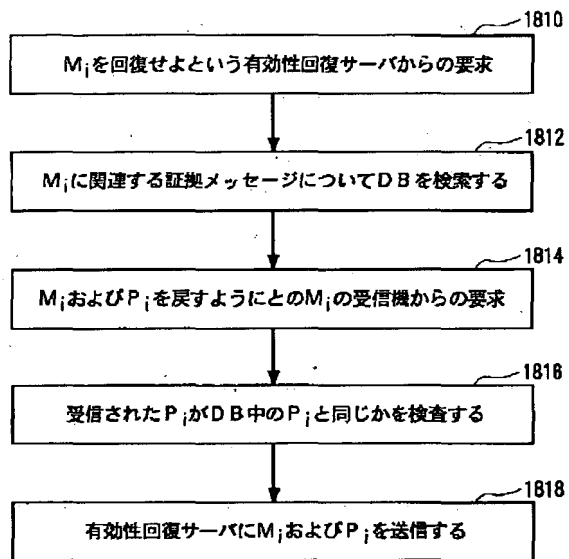 1810
Miを回復せよという有効性回復サーバからの要求
1812
Miに関連する証拠メッセージについてDBを検索する
1814
MiおよびPiを戻すようにとのMiの受信機からの要求
1816
受信されたPiがDB中のPiと同じかを検査する
1818
有効性回復サーバにMiおよびPiを送信する